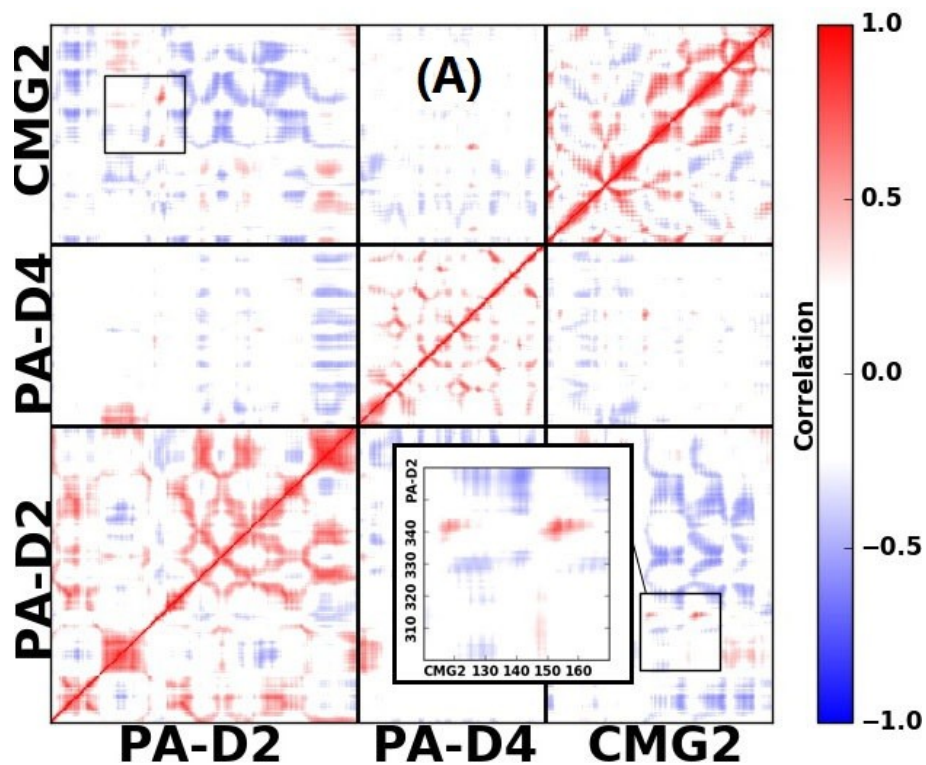 (A)
CMG2
PA-D4
PA-D2
PA-D2
340
330
320
310
CMG2 130 140 150 160
PA-D2 PA-D4 CMG2
1.0
0.5
0.0
−0.5
−1.0
Correlation